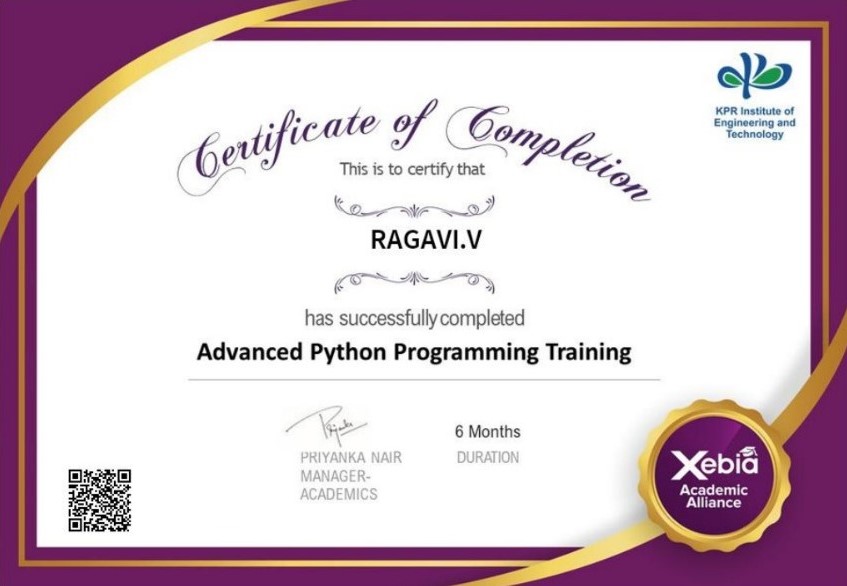 KPR Institute of
Engineering and
Technology
Certificate of Completion
This is to certify that
RAGAVI.V
has successfully completed
Advanced Python Programming Training
Priyanka
6 Months
PRIYANKA NAIR
DURATION
MANAGER-
ACADEMICS
Xebia
Academic
Alliance